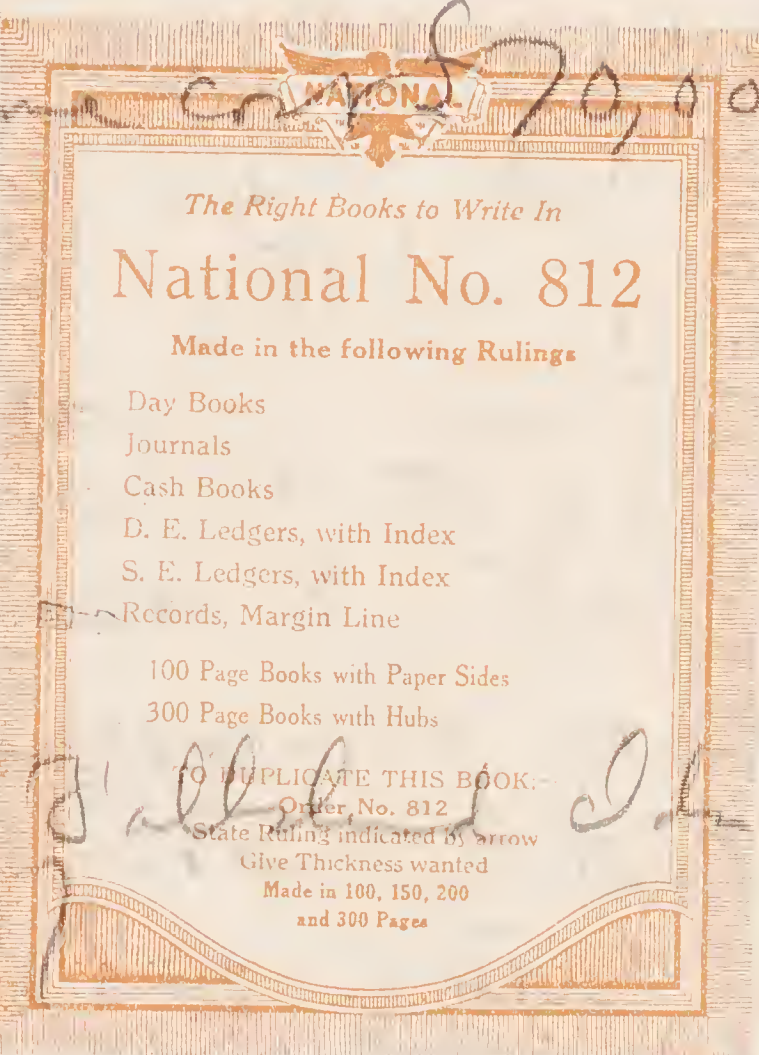 NATIONAL
70,00
The Right Books to Write In
National No. 812
Made in the following Rulings
Day Books
Journals
Cash Books
D. E. Ledgers, with Index
S. E. Ledgers, with Index
Records, Margin Line
100 Page Books with Paper Sides
300 Page Books with Hubs
TO DUPLICATE THIS BOOK:
Order No. 812
State Ruling indicated by arrow
Give Thickness wanted
Made in 100, 150, 200
and 300 Pages